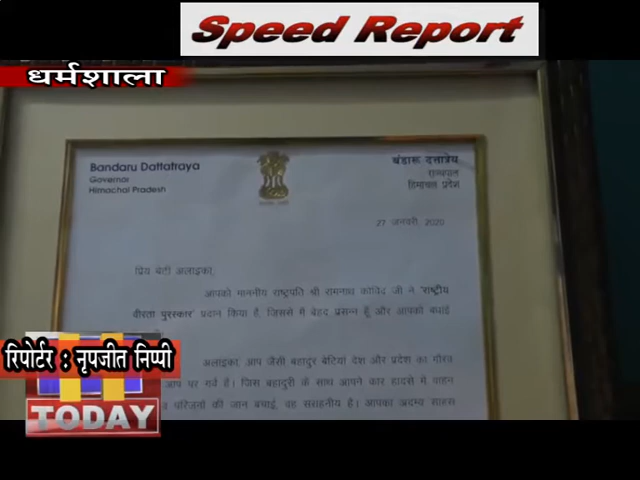 Speed Report
धर्मशाला
Bandaru Dattatraya
Governor
Himachal Pradesh
बंडारू दत्तात्रेय
राज्यपाल
हिमाचल प्रदेश
27 जनवरी, 2020
प्रिय बेटी अलाइका,
आपको माननीय राष्ट्रपति श्री रामनाथ कोविंद जी ने 'राष्ट्रीय
वीरता पुरस्कार' प्रदान किया है, जिससे मैं बेहद प्रसन्न हूँ और आपको बधाई
अलाइका, आप जैसी बहादुर बेटियां देश और प्रदेश का गौरव
आप पर गर्व है। जिस बहादुरी के साथ आपने कार हादसे में वाहन
परिजनों की जान बचाई, वह सराहनीय है। आपका अदम्य साहस
रिपोर्टर : नृपजीत निप्पी
TODAY